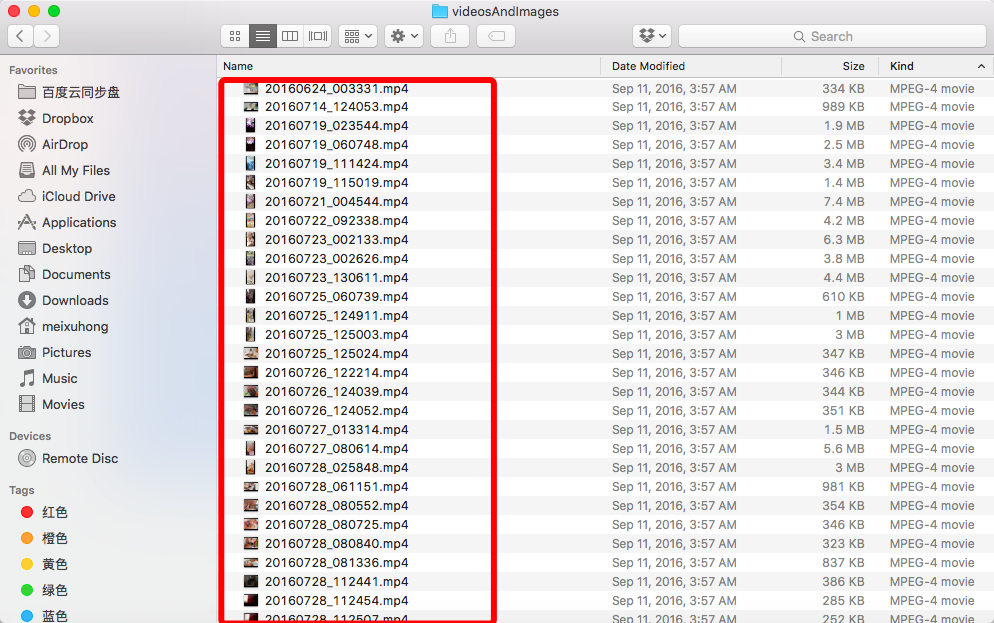 videosAndImages
Search
Favorites
百度云同步盘
Dropbox
AirDrop
All My Files
iCloud Drive
Applications
Desktop
Documents
Downloads
meixuhong
Pictures
Music
Movies
Devices
Remote Disc
Tags
红色
橙色
黄色
绿色
蓝色
Name Date Modified Size Kind
20160624_003331.mp4 Sep 11, 2016, 3:57 AM 334 KB MPEG-4 movie
20160714_124053.mp4 Sep 11, 2016, 3:57 AM 989 KB MPEG-4 movie
20160719_023544.mp4 Sep 11, 2016, 3:57 AM 1.9 MB MPEG-4 movie
20160719_060748.mp4 Sep 11, 2016, 3:57 AM 2.5 MB MPEG-4 movie
20160719_111424.mp4 Sep 11, 2016, 3:57 AM 3.4 MB MPEG-4 movie
20160719_115019.mp4 Sep 11, 2016, 3:57 AM 1.4 MB MPEG-4 movie
20160721_004544.mp4 Sep 11, 2016, 3:57 AM 7.4 MB MPEG-4 movie
20160722_092338.mp4 Sep 11, 2016, 3:57 AM 4.2 MB MPEG-4 movie
20160723_002133.mp4 Sep 11, 2016, 3:57 AM 6.3 MB MPEG-4 movie
20160723_002626.mp4 Sep 11, 2016, 3:57 AM 3.8 MB MPEG-4 movie
20160723_130611.mp4 Sep 11, 2016, 3:57 AM 4.4 MB MPEG-4 movie
20160725_060739.mp4 Sep 11, 2016, 3:57 AM 610 KB MPEG-4 movie
20160725_124911.mp4 Sep 11, 2016, 3:57 AM 1 MB MPEG-4 movie
20160725_125003.mp4 Sep 11, 2016, 3:57 AM 3 MB MPEG-4 movie
20160725_125024.mp4 Sep 11, 2016, 3:57 AM 347 KB MPEG-4 movie
20160726_122214.mp4 Sep 11, 2016, 3:57 AM 346 KB MPEG-4 movie
20160726_124039.mp4 Sep 11, 2016, 3:57 AM 344 KB MPEG-4 movie
20160726_124052.mp4 Sep 11, 2016, 3:57 AM 351 KB MPEG-4 movie
20160727_013314.mp4 Sep 11, 2016, 3:57 AM 1.5 MB MPEG-4 movie
20160727_080614.mp4 Sep 11, 2016, 3:57 AM 5.6 MB MPEG-4 movie
20160728_025848.mp4 Sep 11, 2016, 3:57 AM 3 MB MPEG-4 movie
20160728_061151.mp4 Sep 11, 2016, 3:57 AM 981 KB MPEG-4 movie
20160728_080552.mp4 Sep 11, 2016, 3:57 AM 354 KB MPEG-4 movie
20160728_080725.mp4 Sep 11, 2016, 3:57 AM 346 KB MPEG-4 movie
20160728_080840.mp4 Sep 11, 2016, 3:57 AM 323 KB MPEG-4 movie
20160728_081336.mp4 Sep 11, 2016, 3:57 AM 837 KB MPEG-4 movie
20160728_112441.mp4 Sep 11, 2016, 3:57 AM 386 KB MPEG-4 movie
20160728_112454.mp4 Sep 11, 2016, 3:57 AM 285 KB MPEG-4 movie
20160728_112507.mp4 Sep 11, 2016, 3:57 AM 252 KB MPEG-4 movie